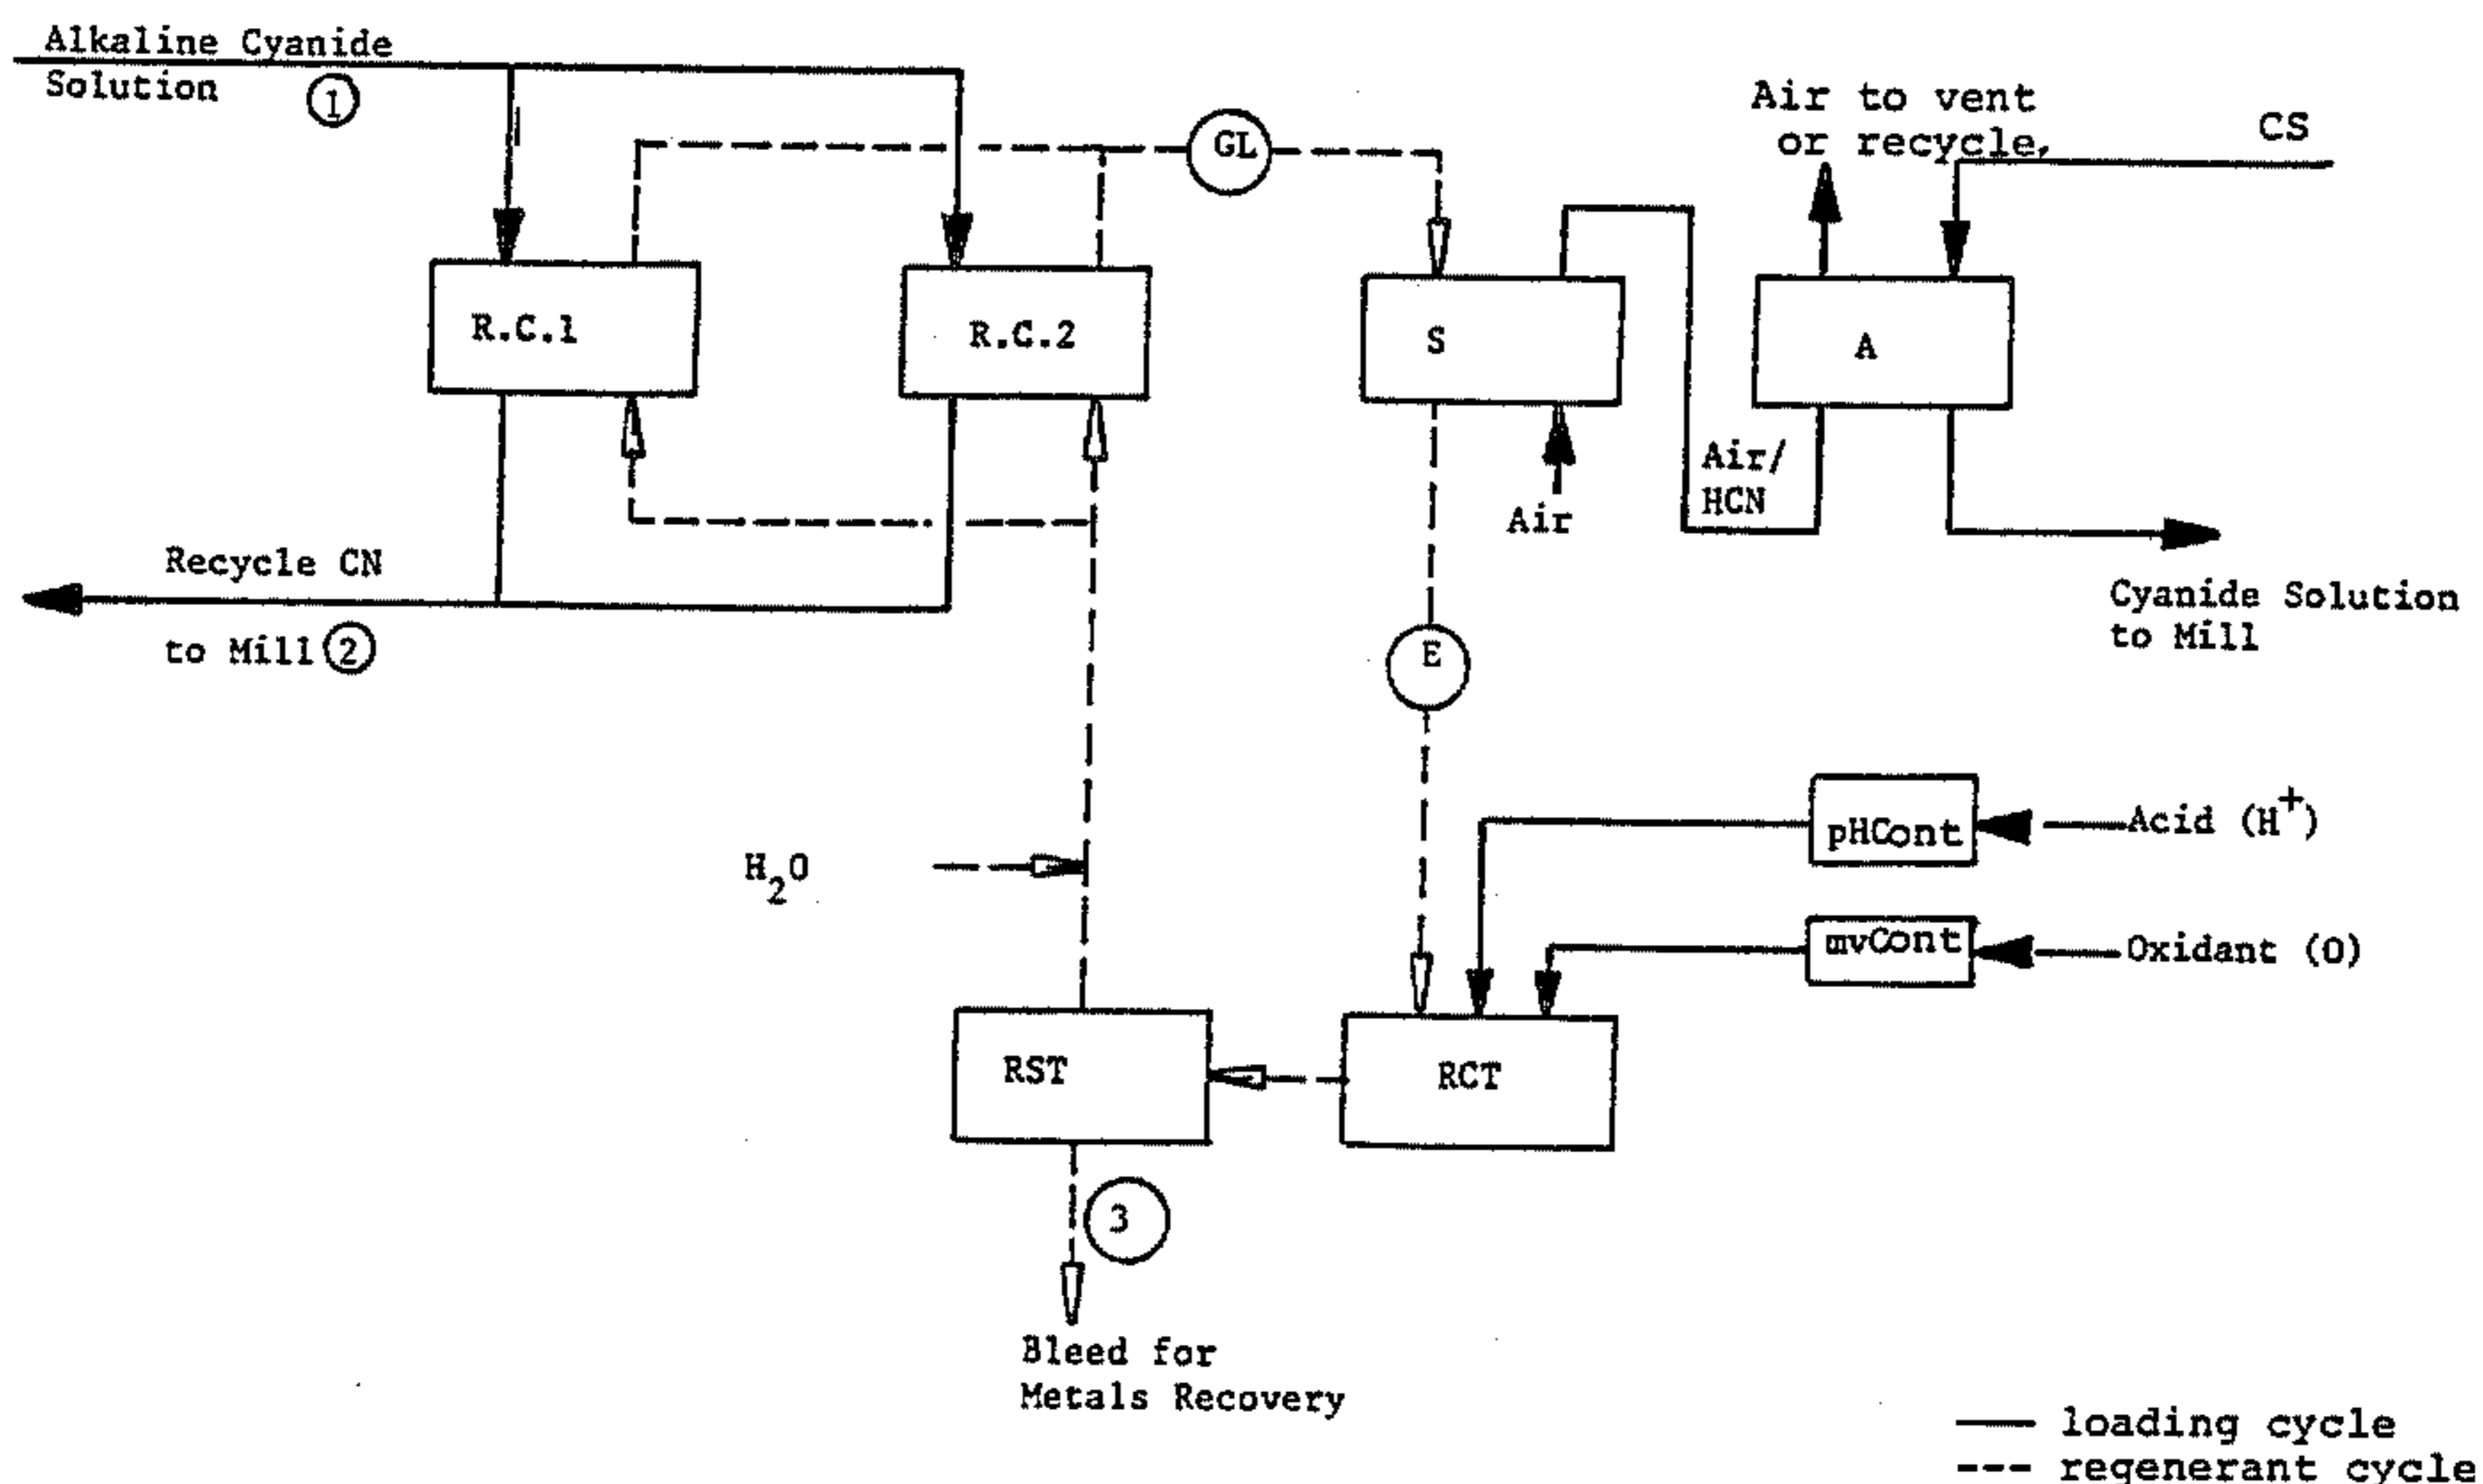 Alkaline Cyanide
Solution
1
GL
Air to vent
or recycle,
CS
R.C.1
R.C.2
S
A
Air/
HCN
Air
Recycle CN
to Mill 2
Cyanide Solution
to Mill
E
pHCont
Acid (H+)
H2O
mvCont
Oxidant (O)
RST
RCT
3
Bleed for
Metals Recovery
loading cycle
regenerant cycle